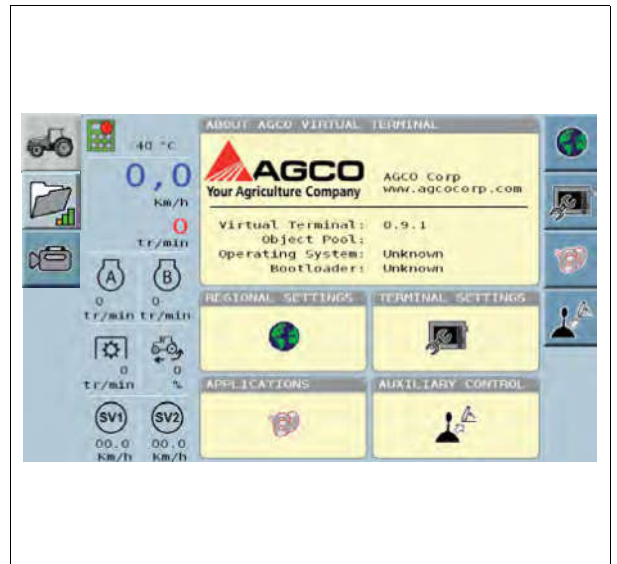 ABOUT AGCO VIRTUAL TERMINAL
40 °C
0,0
Km/h
0
tr/min
AGCO
Your Agriculture Company
AGCO Corp
www.agcocorp.com
Virtual Terminal: 0.9.1
Object Pool:
Operating System: Unknown
Bootloader: Unknown
A
B
0 0
tr/min tr/min
0 0
tr/min %
SV1
SV2
00.0 00.0
Km/h Km/h
REGIONAL SETTINGS
TERMINAL SETTINGS
APPLICATIONS
AUXILIARY CONTROL